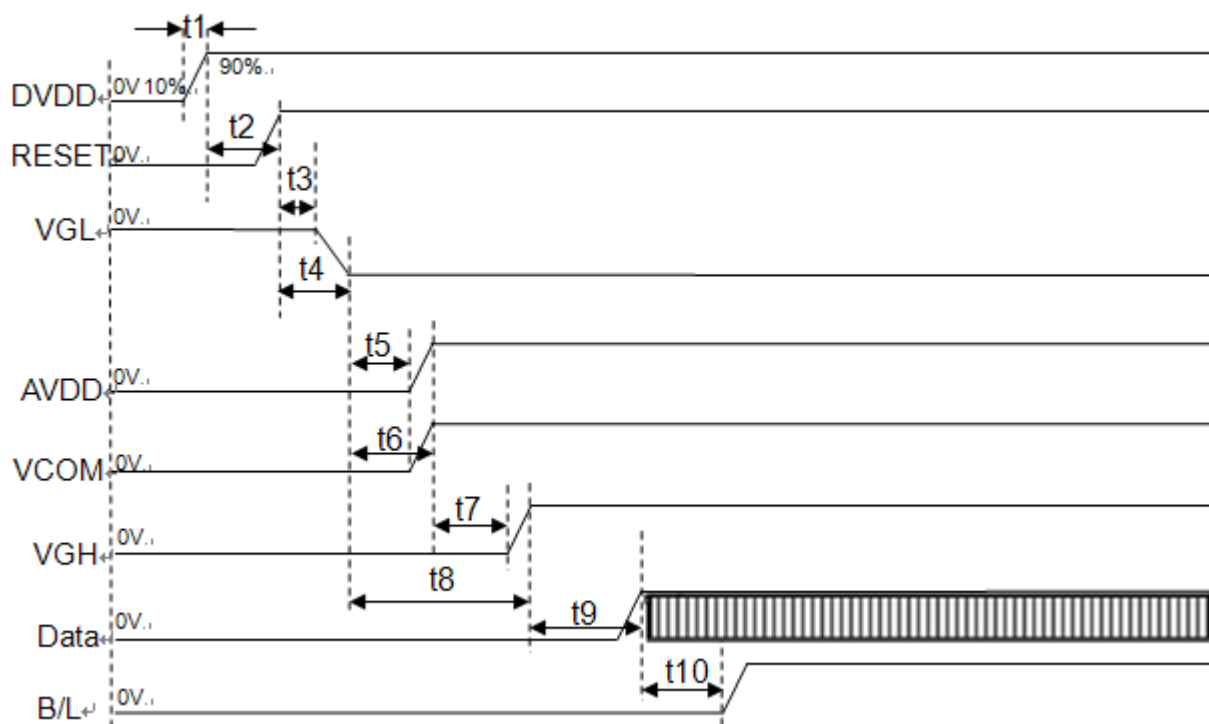 t1
DVDD 0V 10% 90%
t2
RESET 0V
t3
VGL 0V
t4
t5
AVDD 0V
t6
VCOM 0V
t7
VGH 0V
t8
t9
Data 0V
t10
B/L 0V